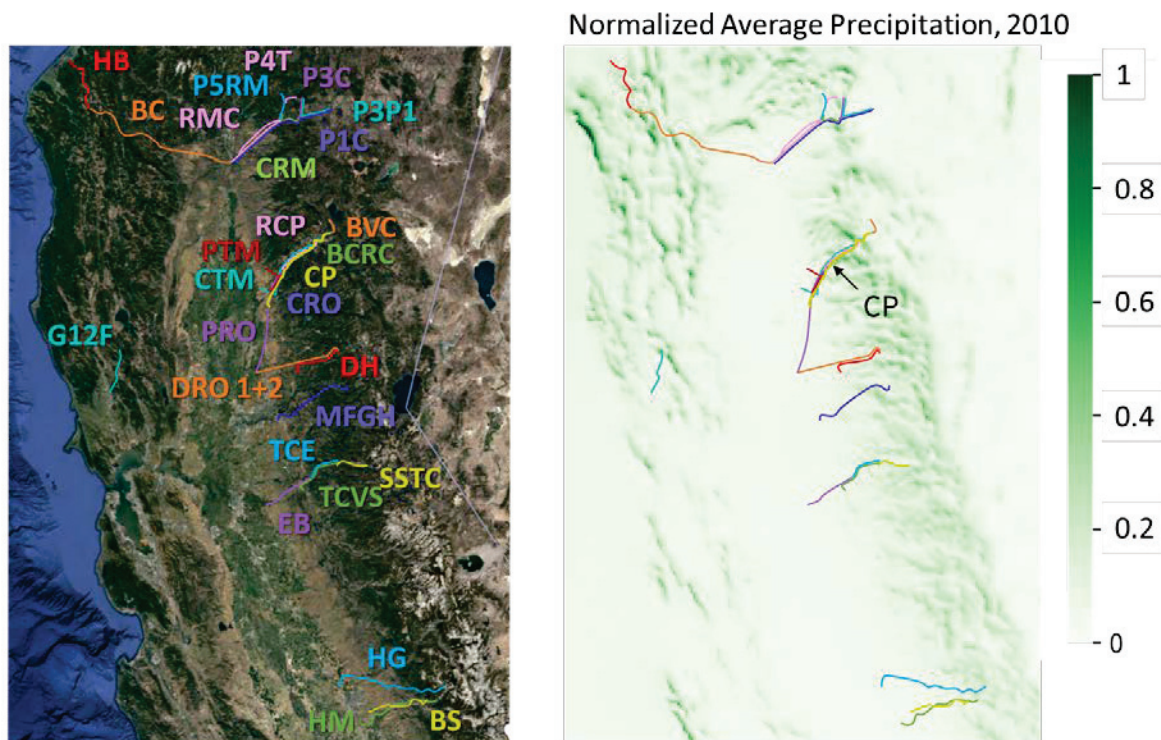 Normalized Average Precipitation, 2010
HB
P4T
P3C
P5RM
BC
RMC
P3P1
P1C
CRM
RCP
BVC
PTM
BCRC
CTM
CP
CRO
PRO
G12F
DH
DRO 1+2
MFGH
TCE
SSTC
TCVS
EB
HG
HM
BS
CP
1
0.8
0.6
0.4
0.2
0